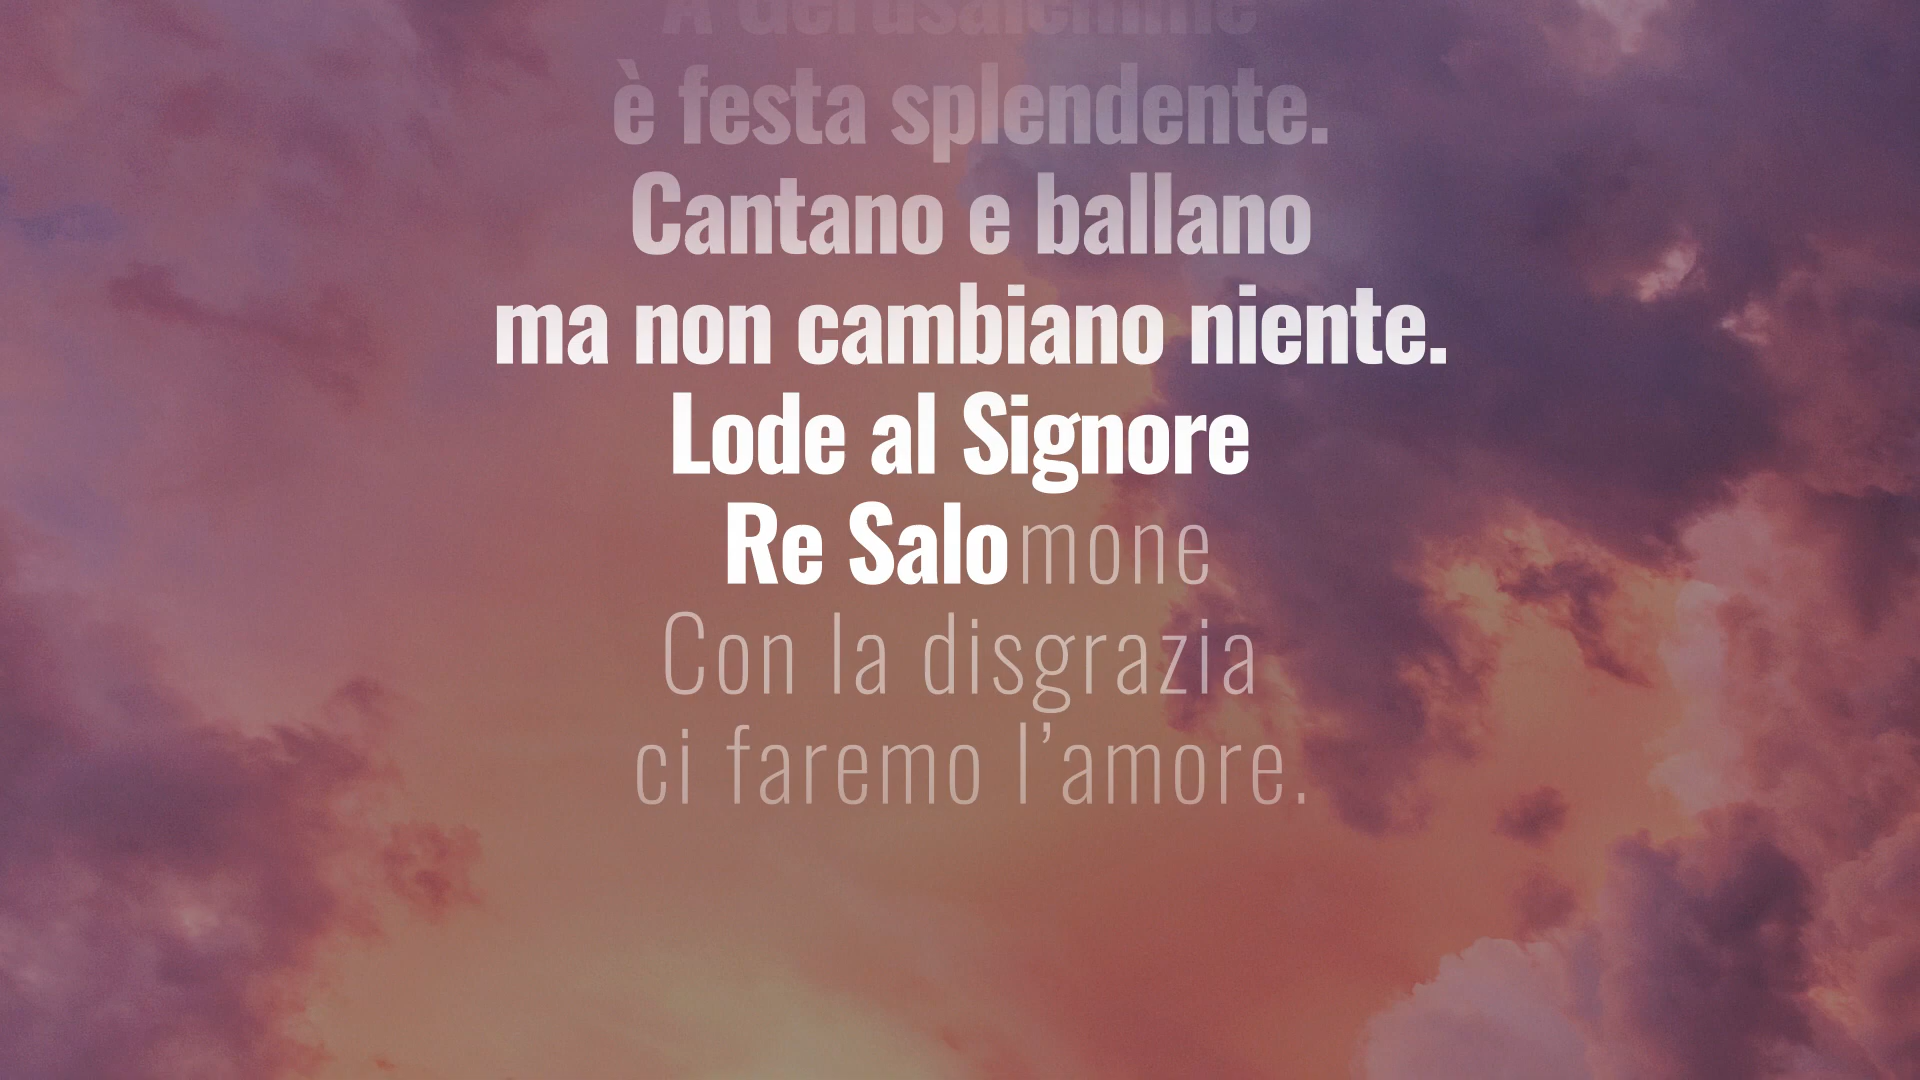 A Gerusalemme
è festa splendente.
Cantano e ballano
ma non cambiano niente.
Lode al Signore
Re Salomone
Con la disgrazia
ci faremo l’amore.